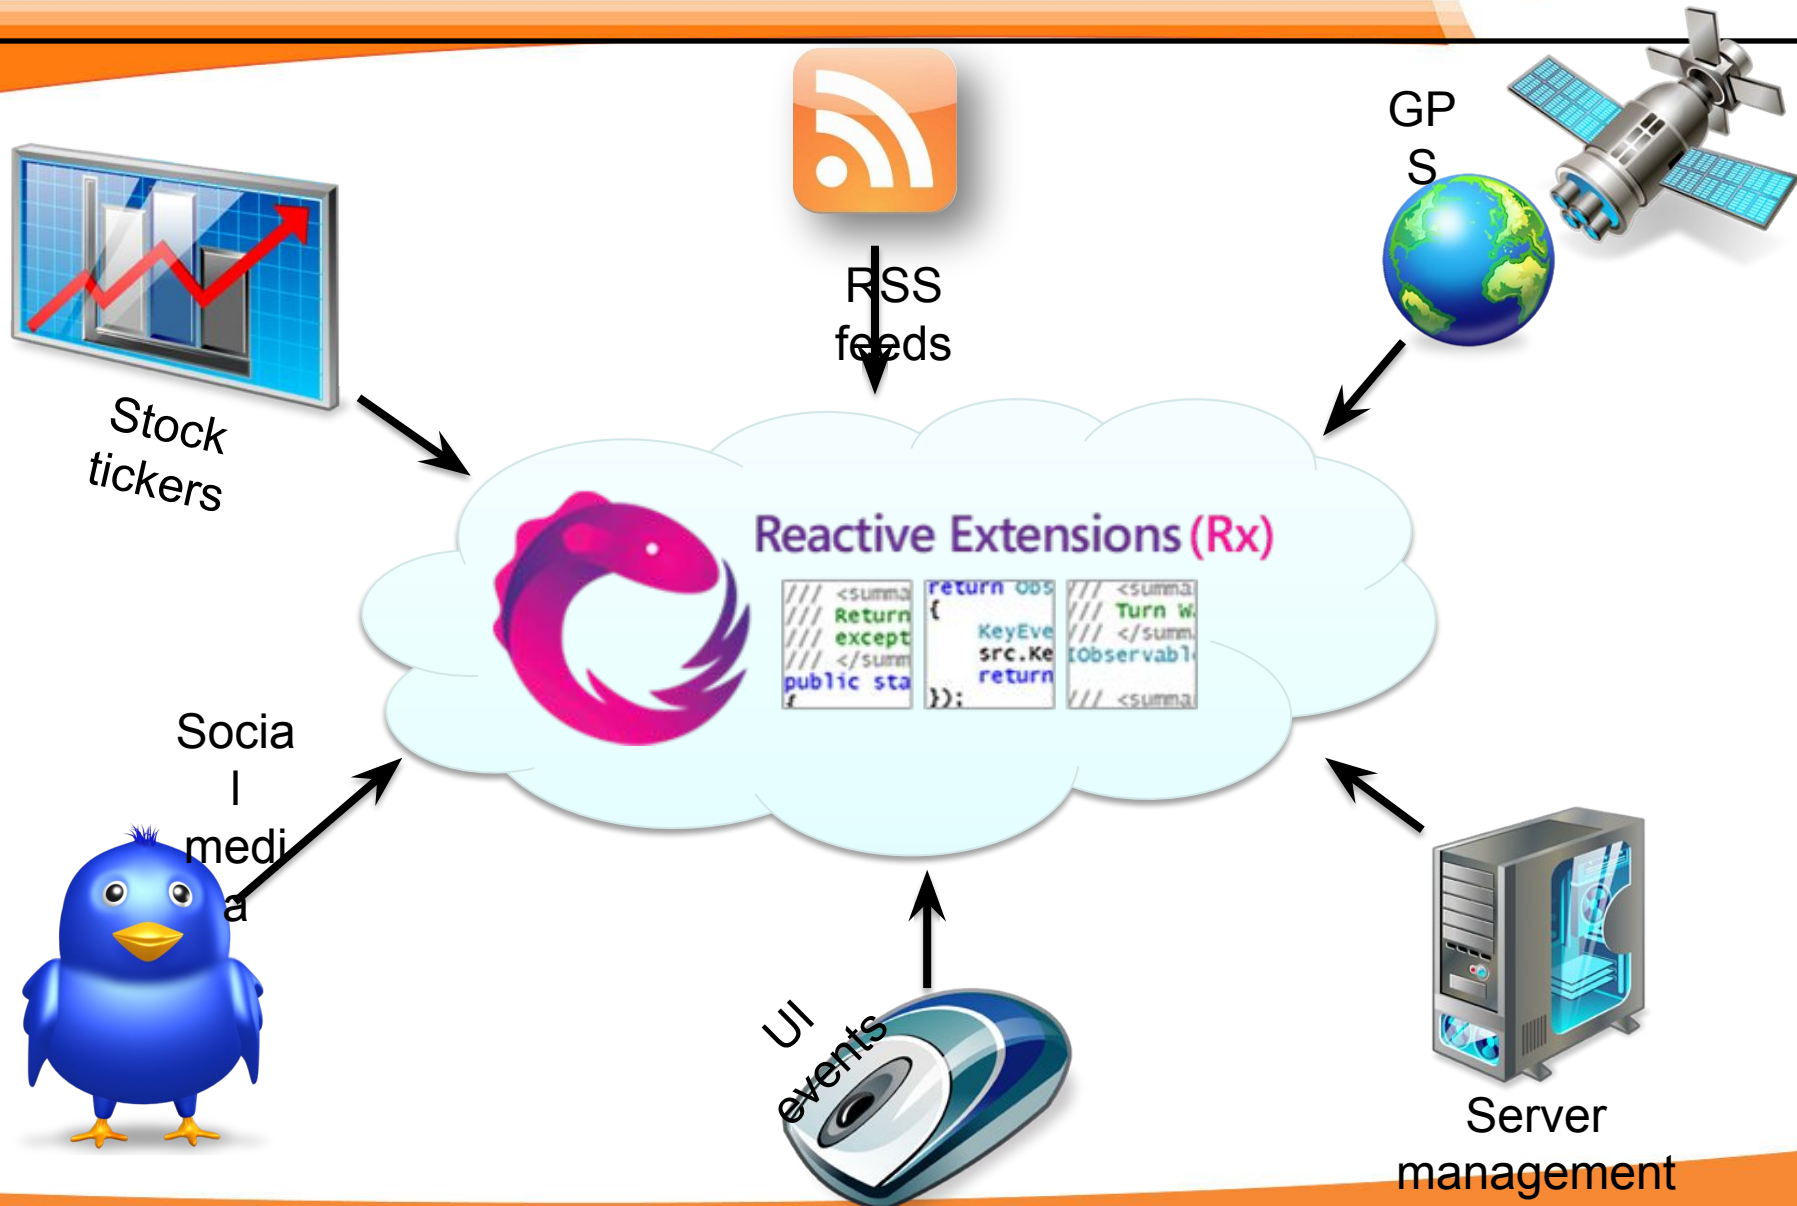 GP
S
RSS
feeds
Stock
tickers
Reactive Extensions (Rx)
/// <summa
/// Return
/// except
/// </summ
public sta
{
return Obs
{
KeyEve
src.Ke
return
});
/// <summa
/// Turn W
/// </summ
IObservabl
/// <summa
Socia
l
medi
a
UI
events
Server
management